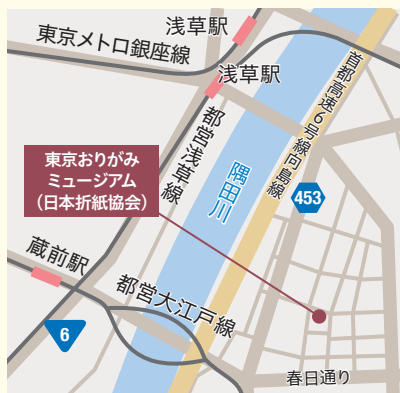 浅草駅
東京メトロ銀座線
浅草駅
首都高速6号線向島線
都営浅草線
東京おりがみ
ミュージアム
(日本折紙協会)
隅田川
453
蔵前駅
都営大江戸線
6
春日通り